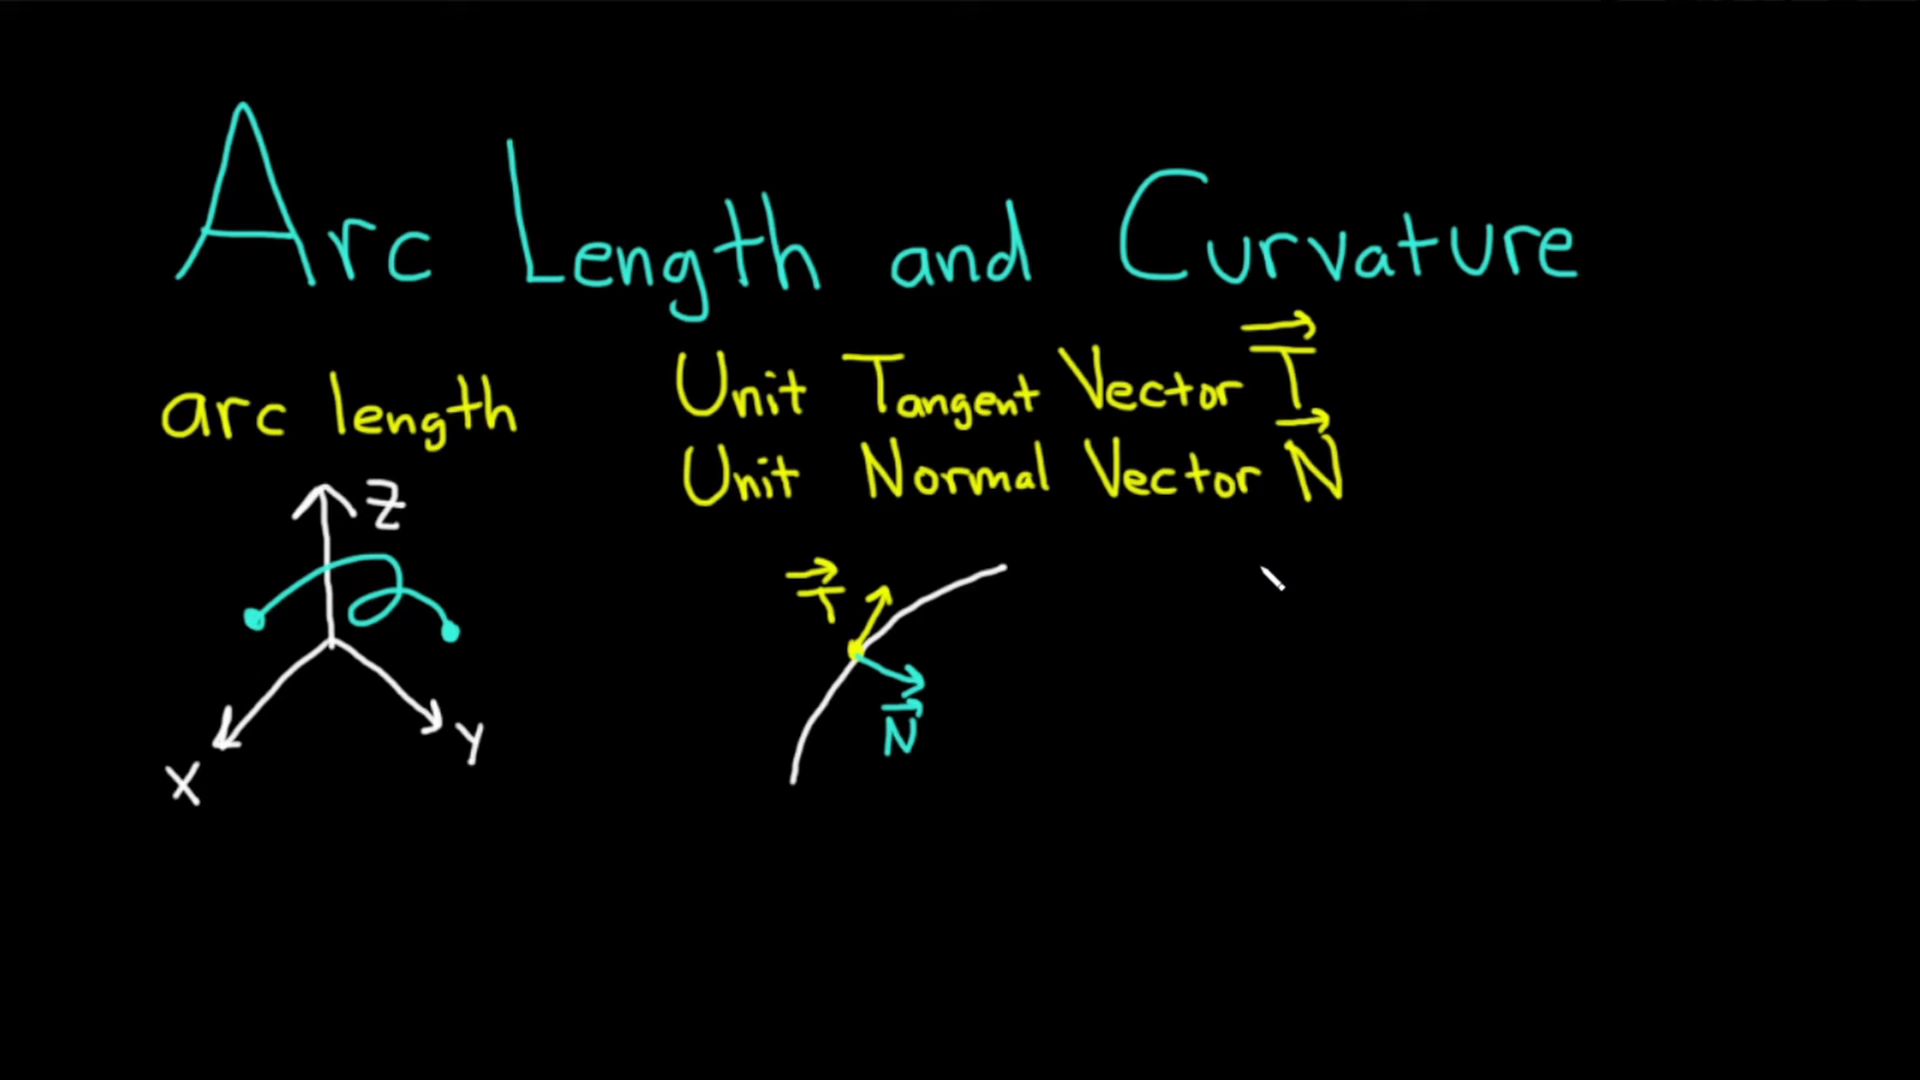 Arc Length and Curvature
arc length
Unit Tangent Vector T
Unit Normal Vector N
Z
X
Y
T
N